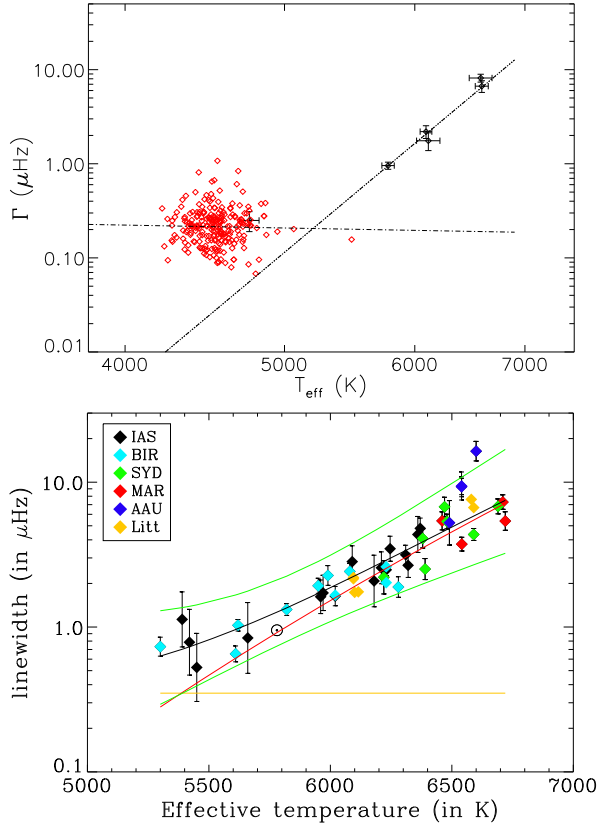 10.00
1.00
0.10
0.01
Γ (μHz)
4000 5000 6000 7000
T_eff (K)
IAS
BIR
SYD
MAR
AAU
Litt
10.0
1.0
0.1
linewidth (in μHz)
5000 5500 6000 6500 7000
Effective temperature (in K)